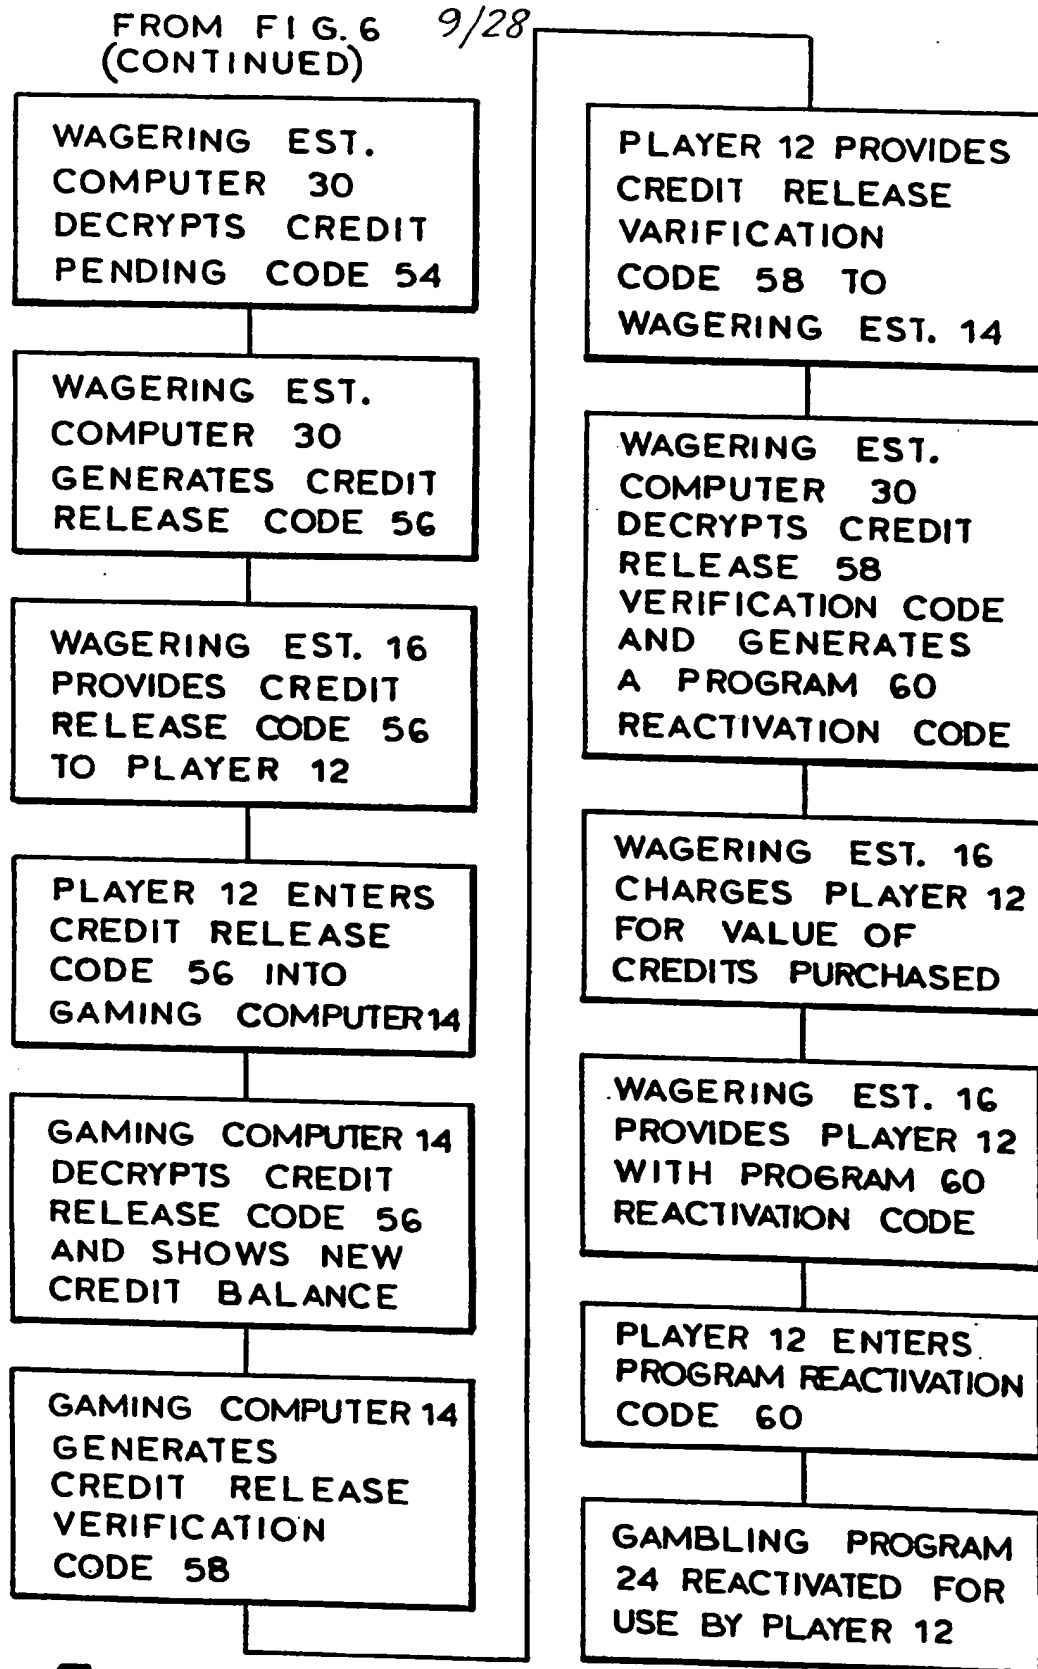 FROM FIG. 6
(CONTINUED)
9/28
WAGERING EST.
COMPUTER 30
DECRYPTS CREDIT
PENDING CODE 54
WAGERING EST.
COMPUTER 30
GENERATES CREDIT
RELEASE CODE 56
WAGERING EST. 16
PROVIDES CREDIT
RELEASE CODE 56
TO PLAYER 12
PLAYER 12 ENTERS
CREDIT RELEASE
CODE 56 INTO
GAMING COMPUTER 14
GAMING COMPUTER 14
DECRYPTS CREDIT
RELEASE CODE 56
AND SHOWS NEW
CREDIT BALANCE
GAMING COMPUTER 14
GENERATES
CREDIT RELEASE
VERIFICATION
CODE 58
PLAYER 12 PROVIDES
CREDIT RELEASE
VARIFICATION
CODE 58 TO
WAGERING EST. 14
WAGERING EST.
COMPUTER 30
DECRYPTS CREDIT
RELEASE 58
VERIFICATION CODE
AND GENERATES
A PROGRAM 60
REACTIVATION CODE
WAGERING EST. 16
CHARGES PLAYER 12
FOR VALUE OF
CREDITS PURCHASED
WAGERING EST. 16
PROVIDES PLAYER 12
WITH PROGRAM 60
REACTIVATION CODE
PLAYER 12 ENTERS
PROGRAM REACTIVATION
CODE 60
GAMBLING PROGRAM
24 REACTIVATED FOR
USE BY PLAYER 12